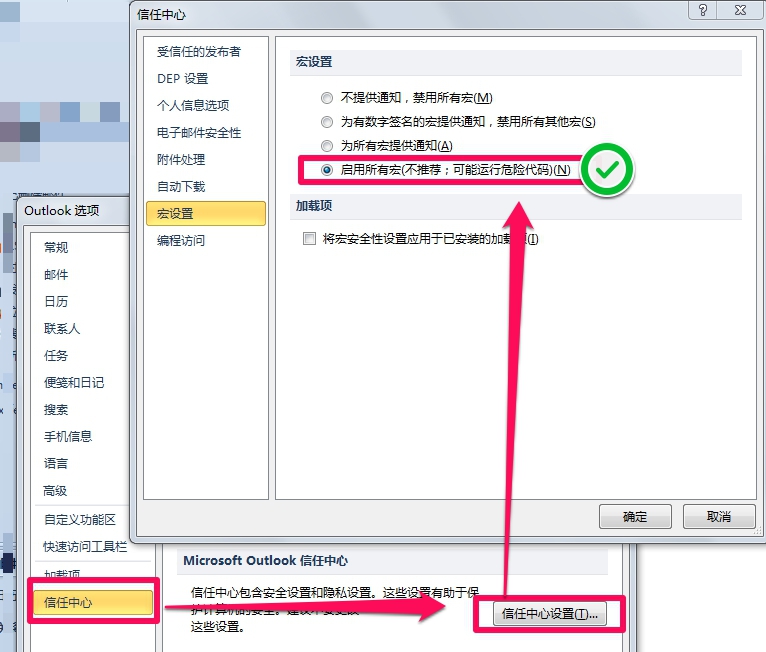 信任中心
受信任的发布者
DEP 设置
个人信息选项
电子邮件安全性
附件处理
自动下载
宏设置
编程访问
宏设置
不提供通知，禁用所有宏(M)
为有数字签名的宏提供通知，禁用所有其他宏(S)
为所有宏提供通知(A)
启用所有宏(不推荐；可能运行危险代码)(N)
加载项
将宏安全性设置应用于已安装的加载(I)
确定
取消
Outlook 选项
常规
邮件
日历
联系人
任务
便笺和日记
搜索
手机信息
语言
高级
自定义功能区
快速访问工具栏
加载项
信任中心
Microsoft Outlook 信任中心
信任中心包含安全设置和隐私设置。这些设置有助于保
护计算机的安全。建议不要更改
这些设置。
信任中心设置(T)...